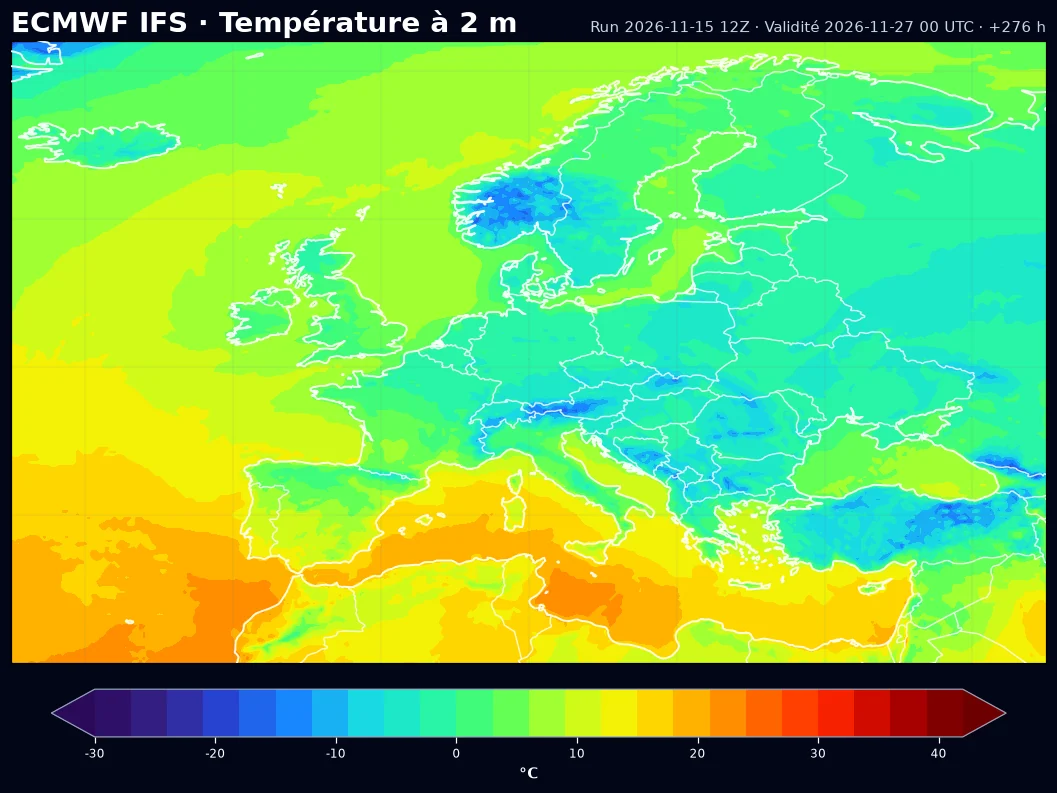 ECMWF IFS · Température à 2 m
Run 2026-11-15 12Z · Validité 2026-11-27 00 UTC · +276 h
-30 -20 -10 0 10 20 30 40
°C